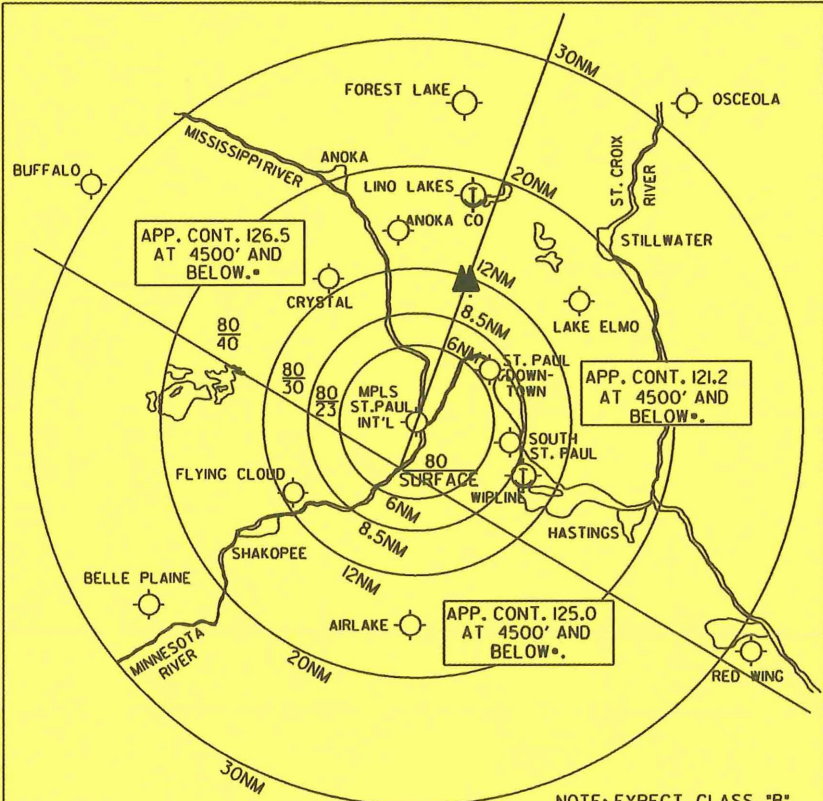 30NM
FOREST LAKE
OSCEOLA
MISSISSIPPI RIVER
ANOKA
BUFFALO
LINO LAKES
T
20NM
ST. CROIX
RIVER
ANOKA CO
STILLWATER
APP. CONT. 126.5
AT 4500' AND
BELOW.*
12NM
CRYSTAL
8.5NM
LAKE ELMO
80
40
6NM
ST. PAUL
DOWN-
TOWN
80
30
80
23
MPLS
ST.PAUL
INT'L
APP. CONT. 121.2
AT 4500' AND
BELOW*.
SOUTH
ST. PAUL
80
SURFACE
T
WIPLINE
FLYING CLOUD
6NM
8.5NM
HASTINGS
SHAKOPEE
12NM
BELLE PLAINE
APP. CONT. 125.0
AT 4500' AND
BELOW*.
AIRLAKE
MINNESOTA
RIVER
20NM
RED WING
30NM
NOTE: EXPECT CLASS "B"